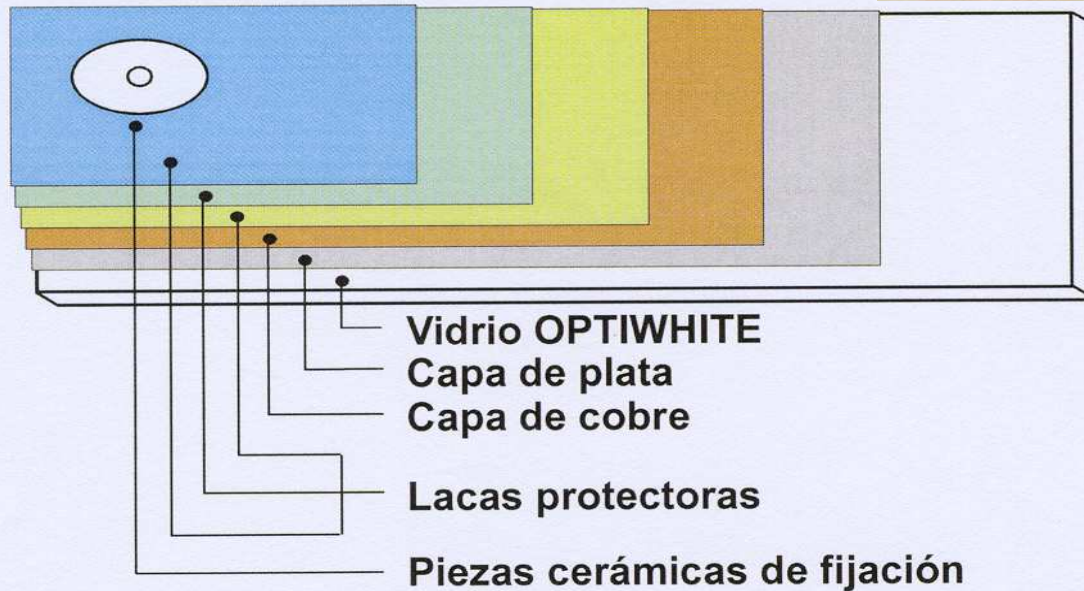 Vidrio OPTIWHITE
Capa de plata
Capa de cobre
Lacas protectoras
Piezas cerámicas de fijación